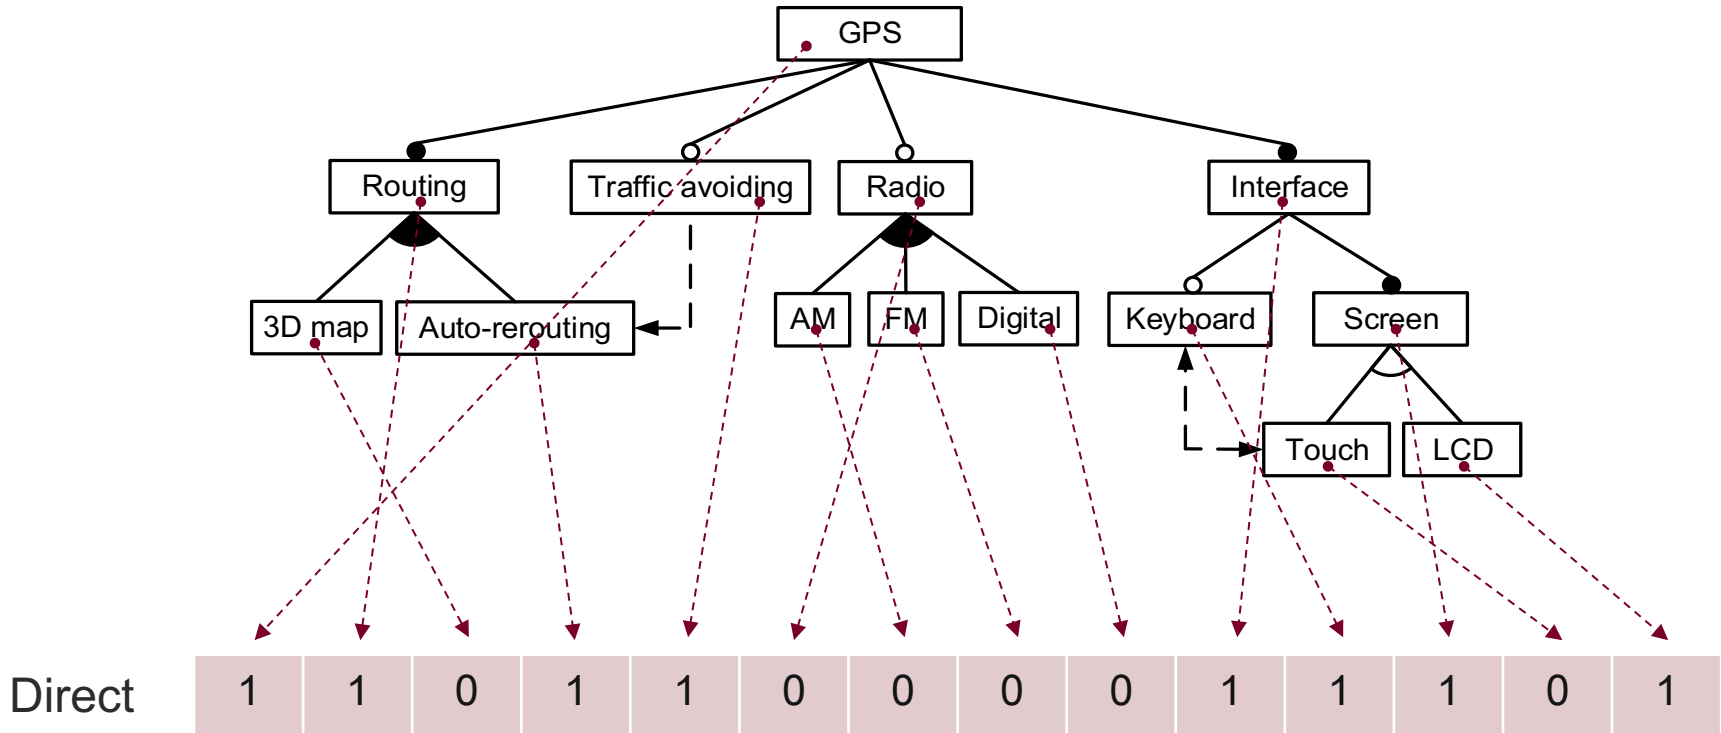 GPS
Routing Traffic avoiding Radio Interface
3D map Auto-rerouting AM FM Digital Keyboard Screen
Touch LCD
Direct 1 1 0 1 1 0 0 0 0 1 1 1 0 1